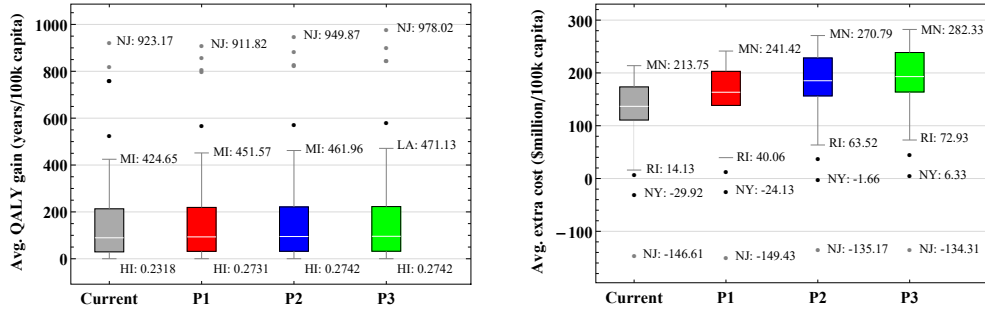 Avg. QALY gain (years/100k capita)
1000
800
600
400
200
0
NJ: 923.17
NJ: 911.82
NJ: 949.87
NJ: 978.02
MI: 424.65
MI: 451.57
MI: 461.96
LA: 471.13
HI: 0.2318
HI: 0.2731
HI: 0.2742
HI: 0.2742
Current P1 P2 P3
Avg. extra cost ($million/100k capita)
300
200
100
0
−100
MN: 213.75
MN: 241.42
MN: 270.79
MN: 282.33
RI: 14.13
RI: 40.06
RI: 63.52
RI: 72.93
NY: -29.92
NY: -24.13
NY: -1.66
NY: 6.33
NJ: -146.61
NJ: -149.43
NJ: -135.17
NJ: -134.31
Current P1 P2 P3